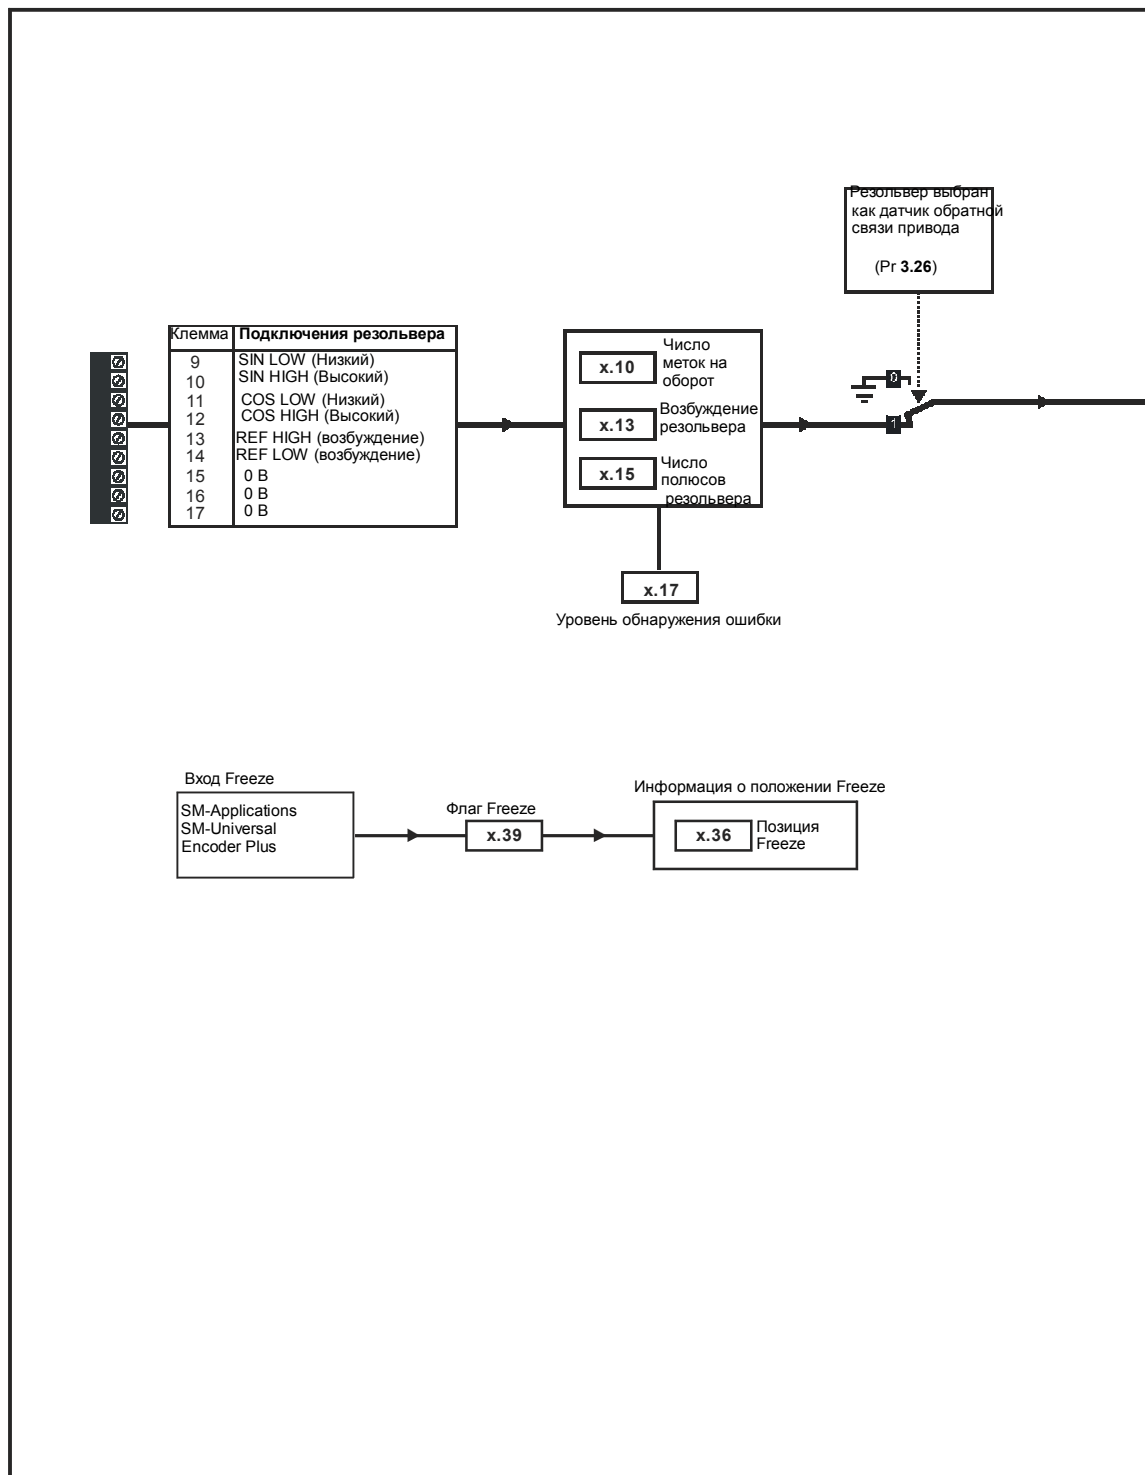 Резольвер выбран
как датчик обратной
связи привода
(Pr 3.26)
Клемма Подключения резольвера
9 SIN LOW (Низкий)
10 SIN HIGH (Высокий)
11 COS LOW (Низкий)
12 COS HIGH (Высокий)
13 REF HIGH (возбуждение)
14 REF LOW (возбуждение)
15 0 В
16 0 В
17 0 В
x.10 Число
меток на
оборот
x.13 Возбуждение
резольвера
x.15 Число
полюсов
резольвера
0
1
x.17
Уровень обнаружения ошибки
Вход Freeze
SM-Applications
SM-Universal
Encoder Plus
Флаг Freeze
x.39
Информация о положении Freeze
x.36 Позиция
Freeze